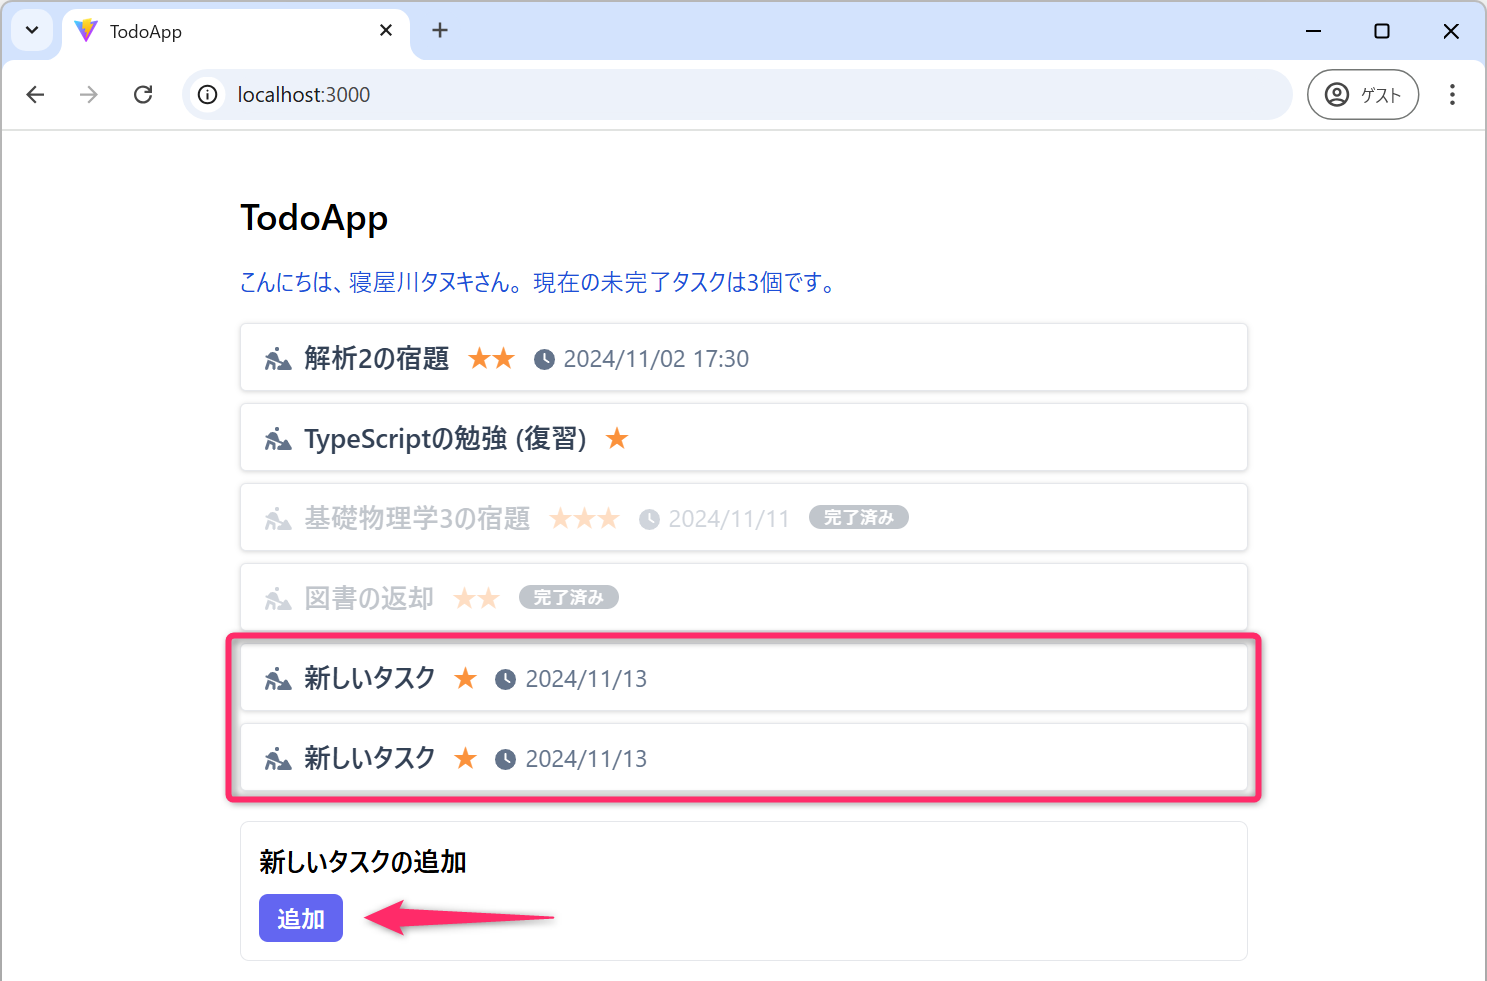 TodoApp
localhost:3000
ゲスト
TodoApp
こんにちは、寝屋川タヌキさん。現在の未完了タスクは3個です。
解析2の宿題 ★★ 2024/11/02 17:30
TypeScriptの勉強 (復習) ★
基礎物理学3の宿題 ★★★ 2024/11/11 完了済み
図書の返却 ★★ 完了済み
新しいタスク ★ 2024/11/13
新しいタスク ★ 2024/11/13
新しいタスクの追加
追加